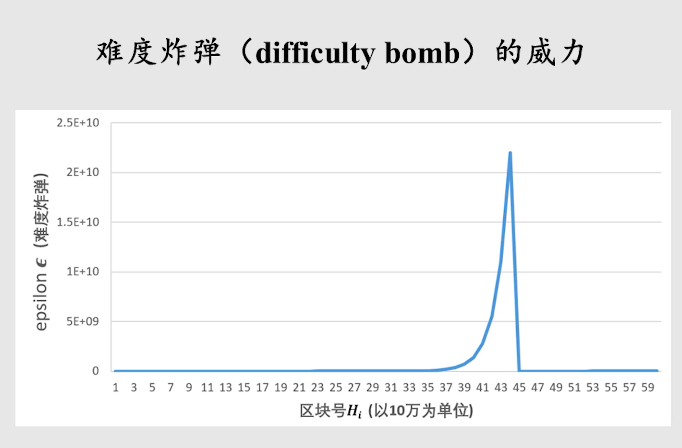 难度炸弹（difficulty bomb）的威力
2.5E+10
2E+10
1.5E+10
1E+10
5E+09
0
epsilon ϵ (难度炸弹)
1 3 5 7 9 11 13 15 17 19 21 23 25 27 29 31 33 35 37 39 41 43 45 47 49 51 53 55 57 59
区块号Hᵢ (以10万为单位)